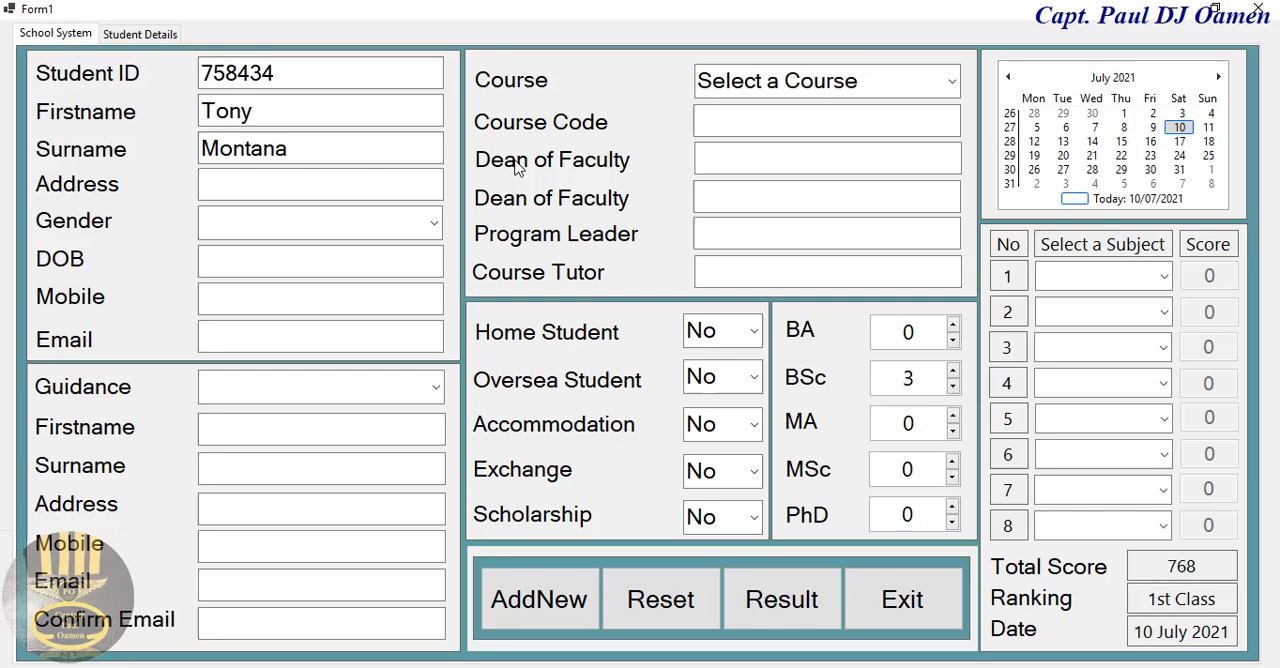 Form1
Capt. Paul DJ Oamen
School System
Student Details
Student ID
758434
Firstname
Tony
Surname
Montana
Address
Gender
DOB
Mobile
Email
Guidance
Firstname
Surname
Address
Mobile
Email
Confirm Email
Course
Select a Course
Course Code
Dean of Faculty
Dean of Faculty
Program Leader
Course Tutor
Home Student
No
Oversea Student
No
Accommodation
No
Exchange
No
Scholarship
No
BA
0
BSc
3
MA
0
MSc
0
PhD
0
AddNew
Reset
Result
Exit
July 2021
Mon Tue Wed Thu Fri Sat Sun
26 28 29 30 1 2 3 4
27 5 6 7 8 9 10 11
28 12 13 14 15 16 17 18
29 19 20 21 22 23 24 25
30 26 27 28 29 30 31 1
31 2 3 4 5 6 7 8
Today: 10/07/2021
No Select a Subject Score
1 0
2 0
3 0
4 0
5 0
6 0
7 0
8 0
Total Score
768
Ranking
1st Class
Date
10 July 2021
PO
Oamen